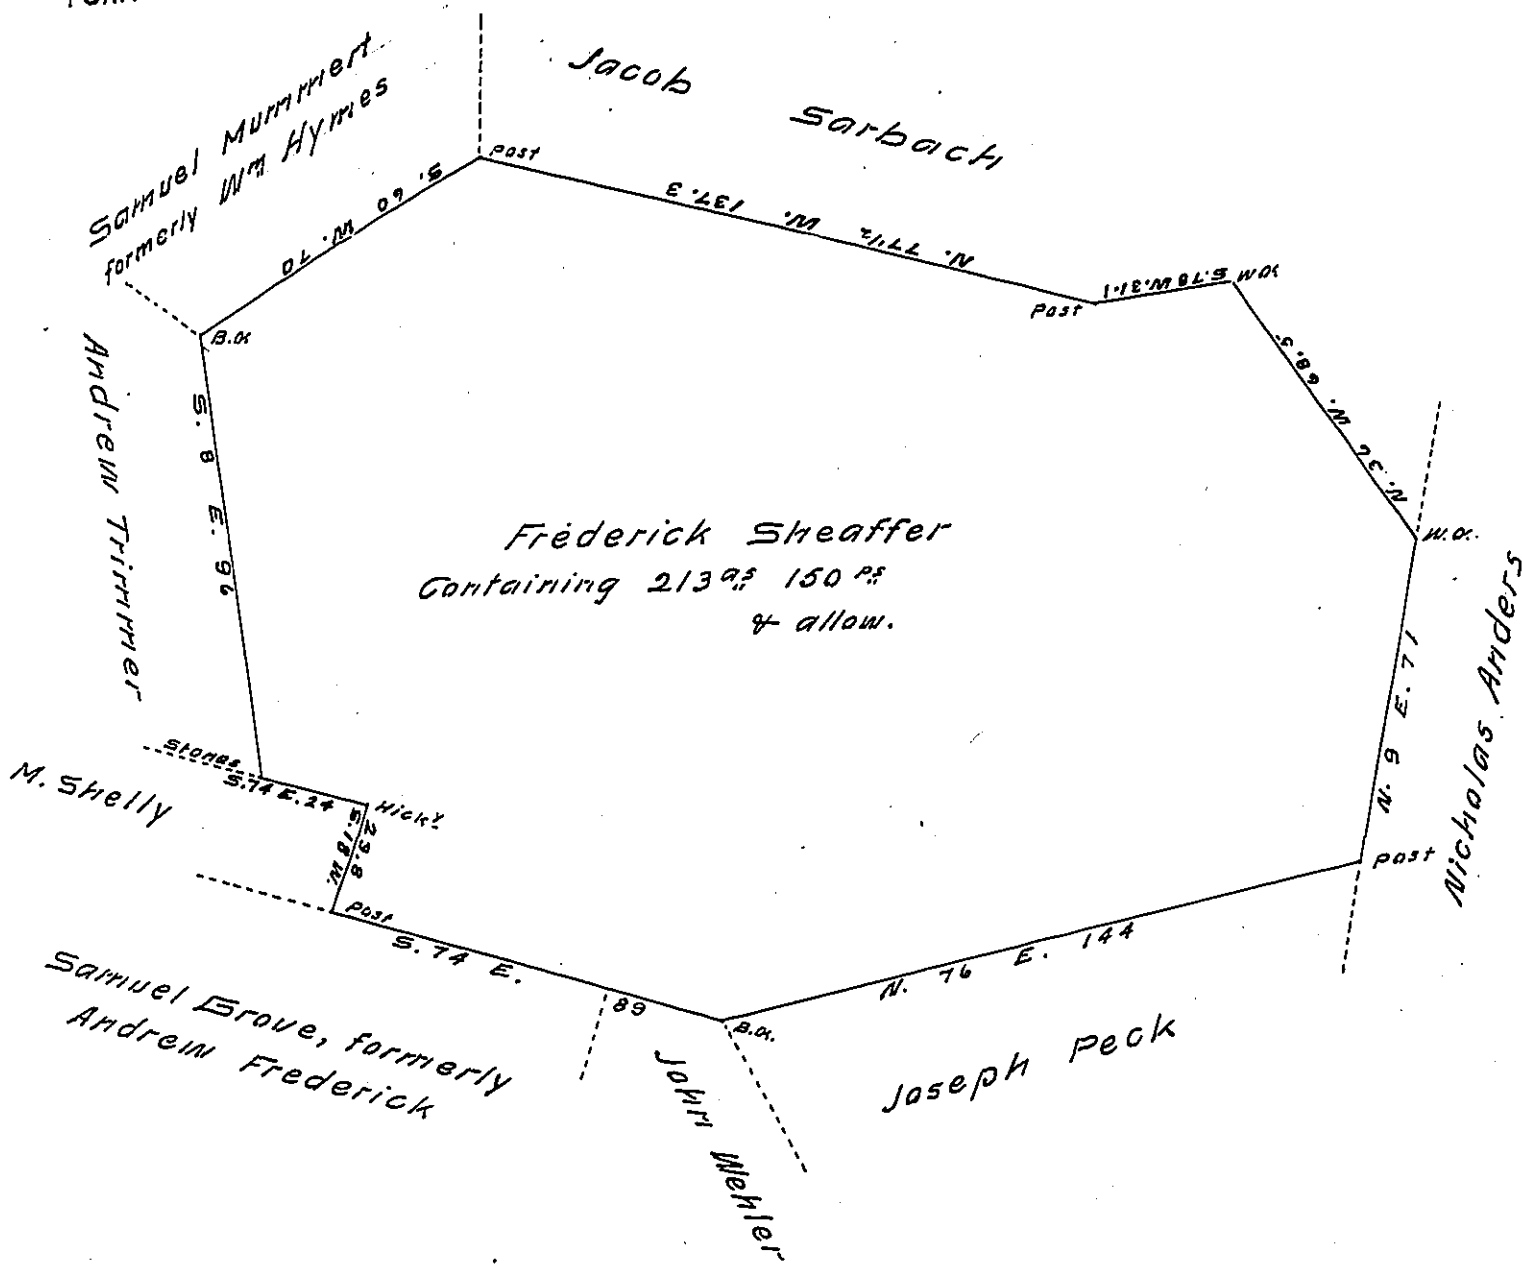 Jacob Sarbach
Samuel Mummert
formerly Wm Hymes
Post
S. 60 W. 70
N. 77 1/2 W. 137.3
Post
S. 78 W. 31.1
W O.
B.O.
N. 36 W. 68.5
W.O.
Andrew Trimmer
S. 8 E. 96
Frederick Sheaffer
Containing 213 as 150 ps
& allow.
N. 9 E. 71
Nicholas Anders
Stones
S. 74 E. 24
Hicky
M. Shelly
S. 18 W.
29.8
Post
Post
S. 74 E. 89
B.O.
N. 76 E. 144
Samuel Grove, formerly
Andrew Frederick
John Wehler
Joseph Peck